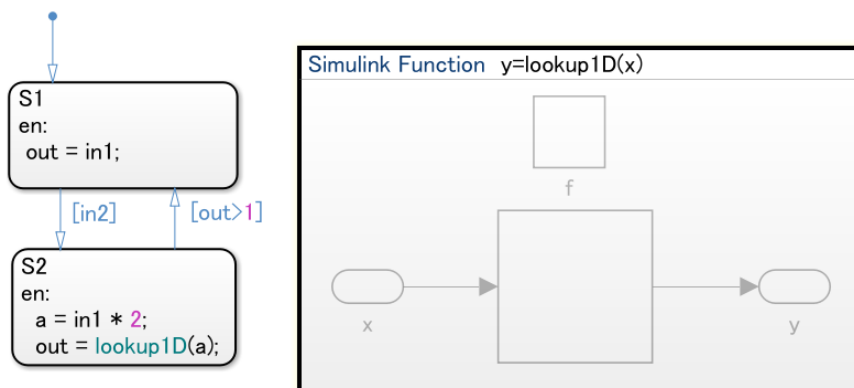 S1
en:
out = in1;
[in2]
[out>1]
S2
en:
a = in1 * 2;
out = lookup1D(a);
Simulink Function y=lookup1D(x)
f
x
y